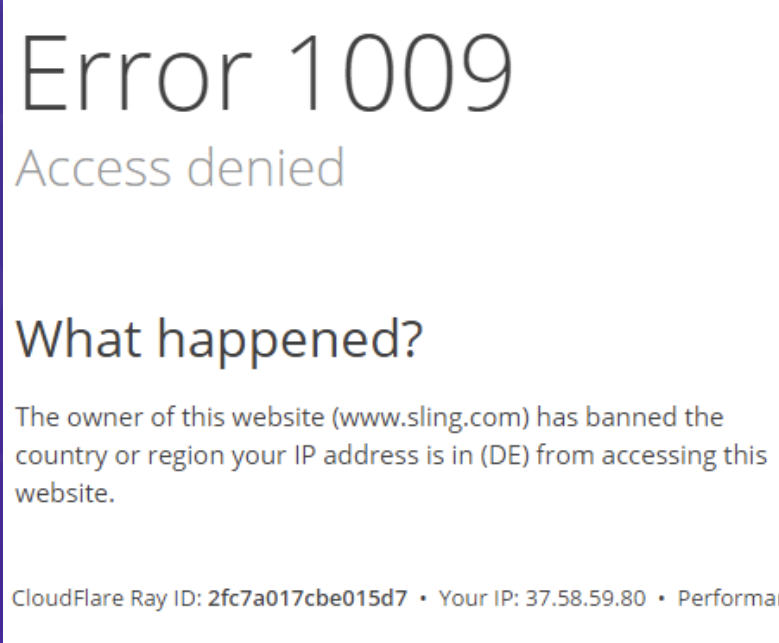 Error 1009
Access denied
What happened?
The owner of this website (www.sling.com) has banned the
country or region your IP address is in (DE) from accessing this
website.
CloudFlare Ray ID: 2fc7a017cbe015d7 • Your IP: 37.58.59.80 •